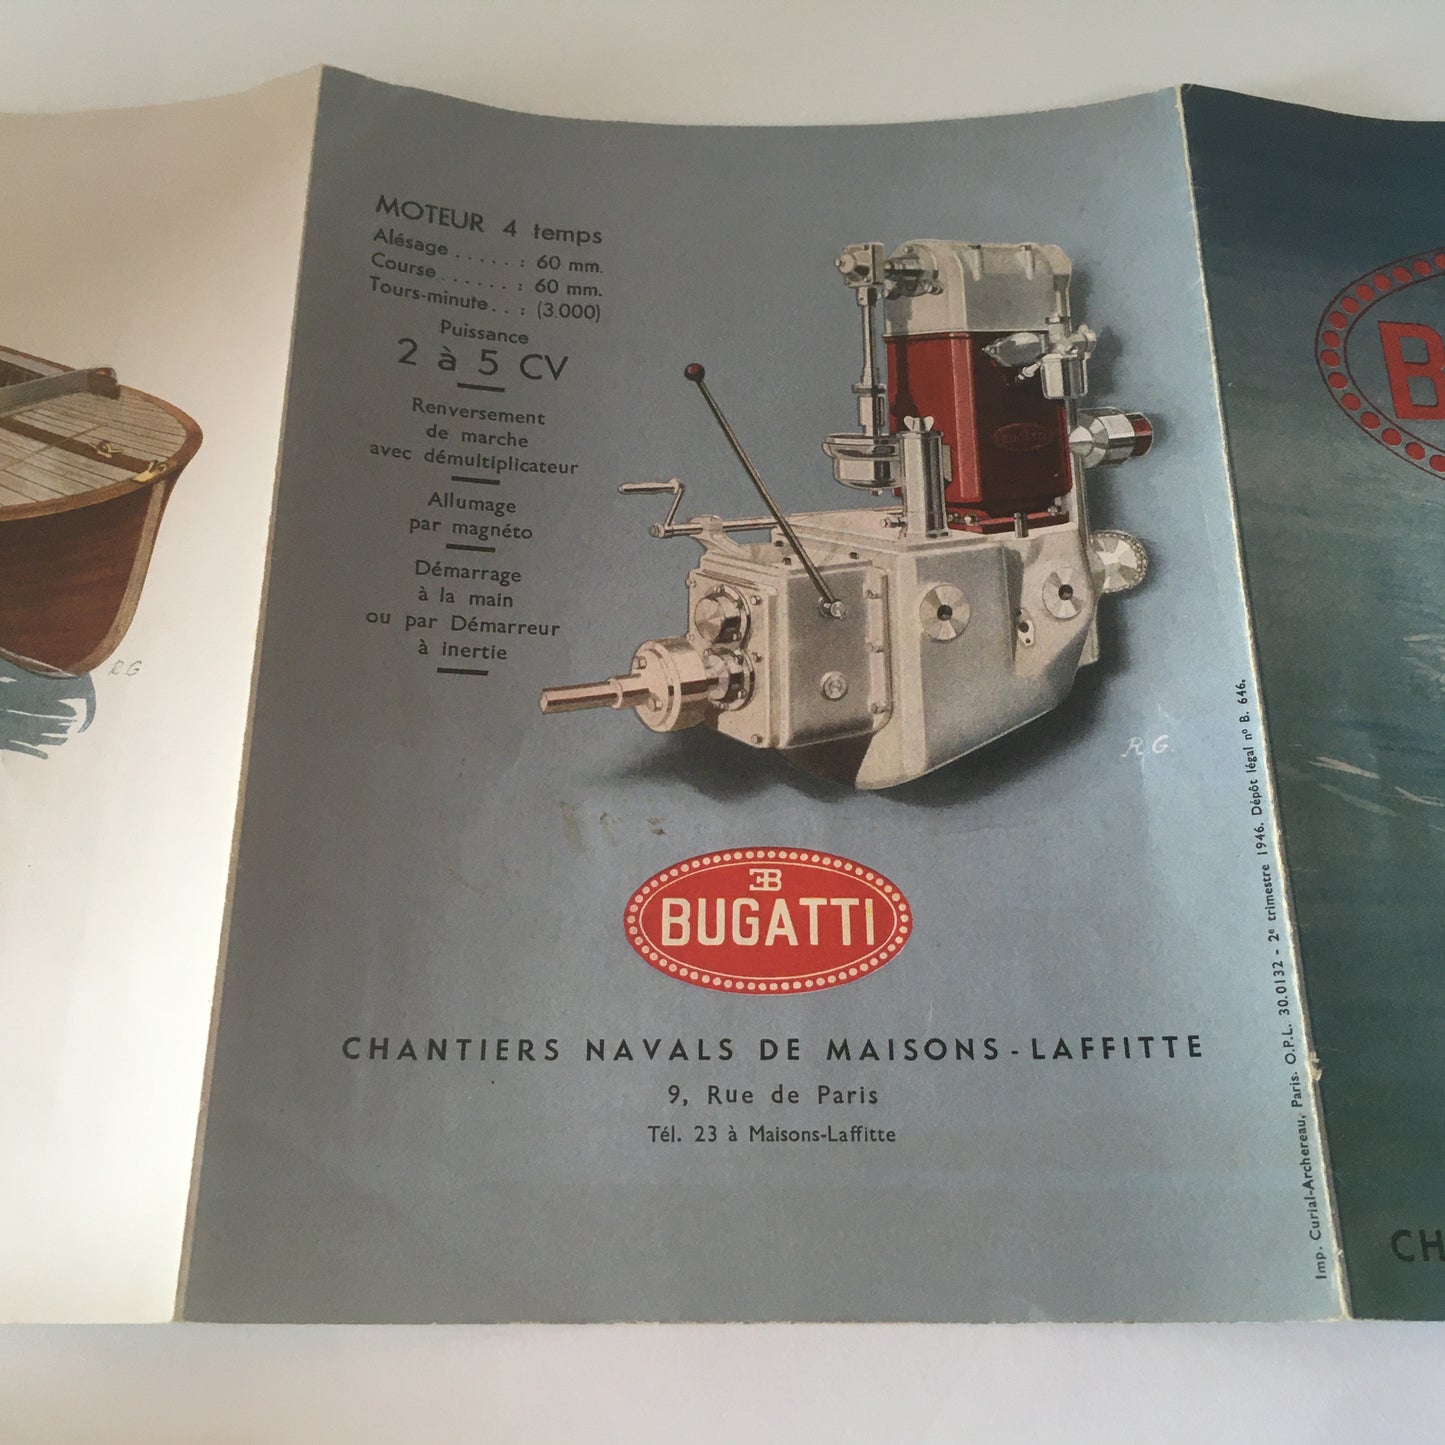 MOTEUR 4 temps
Alésage . . . . . : 60 mm.
Course . . . . . . : 60 mm.
Tours-minute . . : (3.000)
Puissance
2 à 5 CV
Renversement
de marche
avec démultiplicateur
Allumage
par magnéto
Démarrage
à la main
ou par Démarreur
à inertie
R.G
R.G.
EB
BUGATTI
CHANTIERS NAVALS DE MAISONS-LAFFITTE
9, Rue de Paris
Tél. 23 à Maisons-Laffitte
Imp. Curial-Archereau, Paris. O.P.L. 30.0132 - 2e trimestre 1946. Dépôt légal nº B. 646.
B
CH